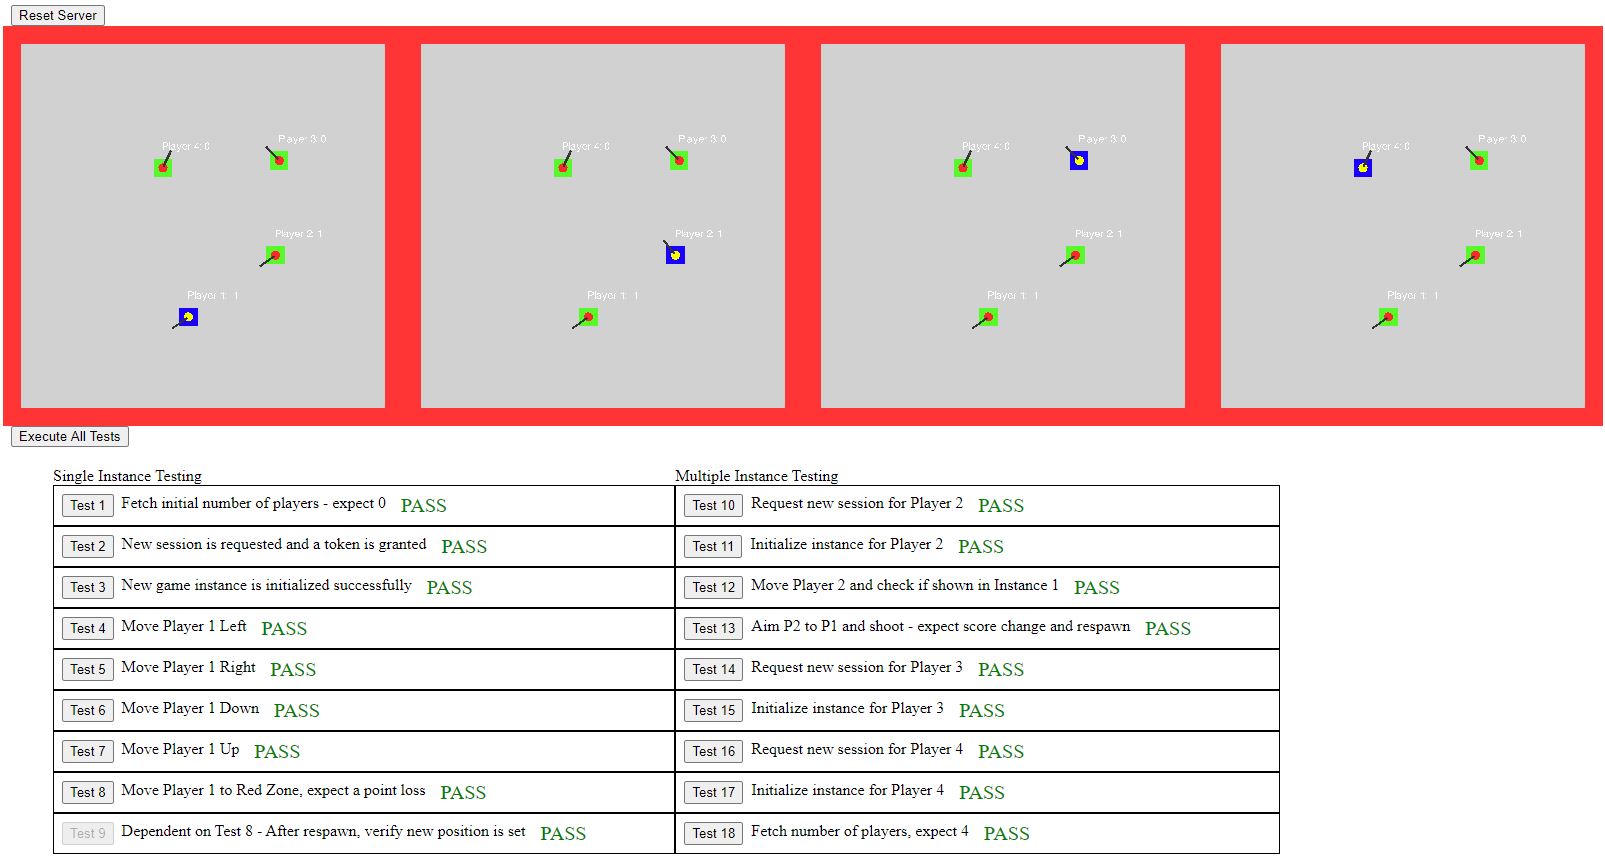 Reset Server
Player 4: 0
Player 3: 0
Player 2: 1
Player 1: -1
Player 4: 0
Player 3: 0
Player 2: 1
Player 1: -1
Player 4: 0
Player 3: 0
Player 2: 1
Player 1: -1
Player 4: 0
Player 3: 0
Player 2: 1
Player 1: -1
Execute All Tests
Single Instance Testing
Test 1 Fetch initial number of players - expect 0 PASS
Test 2 New session is requested and a token is granted PASS
Test 3 New game instance is initialized successfully PASS
Test 4 Move Player 1 Left PASS
Test 5 Move Player 1 Right PASS
Test 6 Move Player 1 Down PASS
Test 7 Move Player 1 Up PASS
Test 8 Move Player 1 to Red Zone, expect a point loss PASS
Test 9 Dependent on Test 8 - After respawn, verify new position is set PASS
Multiple Instance Testing
Test 10 Request new session for Player 2 PASS
Test 11 Initialize instance for Player 2 PASS
Test 12 Move Player 2 and check if shown in Instance 1 PASS
Test 13 Aim P2 to P1 and shoot - expect score change and respawn PASS
Test 14 Request new session for Player 3 PASS
Test 15 Initialize instance for Player 3 PASS
Test 16 Request new session for Player 4 PASS
Test 17 Initialize instance for Player 4 PASS
Test 18 Fetch number of players, expect 4 PASS